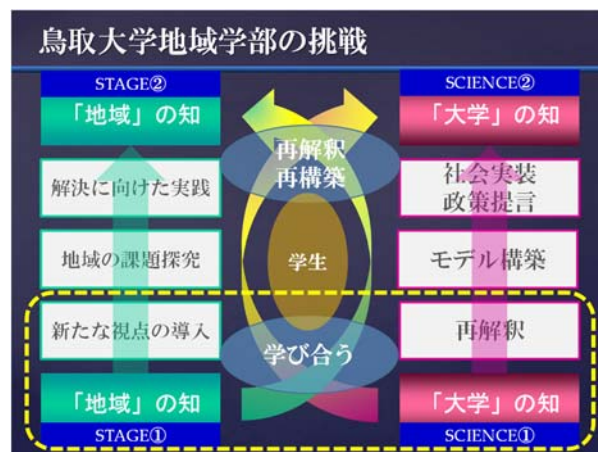 鳥取大学地域学部の挑戦
STAGE②
「地域」の知
解決に向けた実践
地域の課題探究
新たな視点の導入
「地域」の知
STAGE①
再解釈
再構築
学生
学び合う
SCIENCE②
「大学」の知
社会実装
政策提言
モデル構築
再解釈
「大学」の知
SCIENCE①